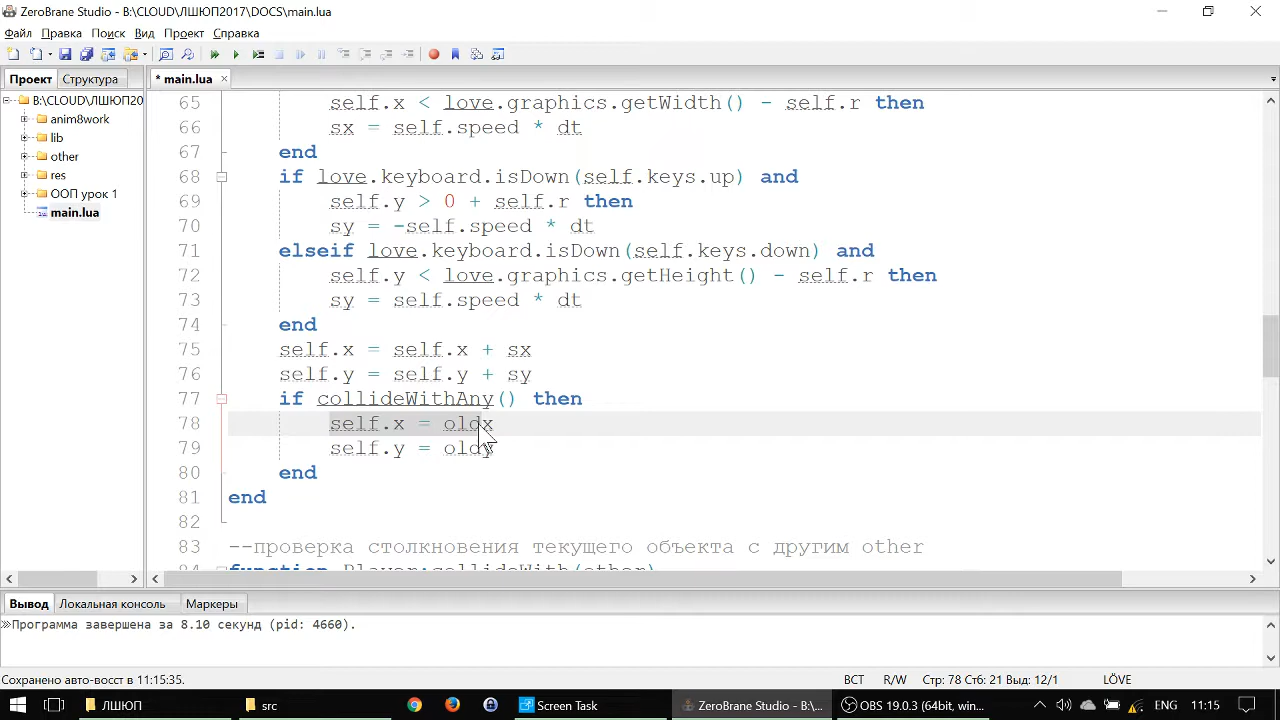 ZeroBrane Studio - B:\CLOUD\ЛШЮП2017\DOCS\main.lua
Файл Правка Поиск Вид Проект Справка
Проект Структура
* main.lua
B:\CLOUD\ЛШЮП20
anim8work
lib
other
res
ООП урок 1
main.lua
65 self.x < love.graphics.getWidth() - self.r then
66 sx = self.speed * dt
67 end
68 if love.keyboard.isDown(self.keys.up) and
69 self.y > 0 + self.r then
70 sy = -self.speed * dt
71 elseif love.keyboard.isDown(self.keys.down) and
72 self.y < love.graphics.getHeight() - self.r then
73 sy = self.speed * dt
74 end
75 self.x = self.x + sx
76 self.y = self.y + sy
77 if collideWithAny() then
78 self.x = oldx
79 self.y = oldy
80 end
81 end
82
83 --проверка столкновения текущего объекта с другим other
84 function Player:collideWith(other)
Вывод Локальная консоль Маркеры
Программа завершена за 8.10 секунд (pid: 4660).
Сохранено авто-восст в 11:15:35.
ВСТ R/W Стр: 78 Стб: 21 Выд: 12/1 LÖVE
ЛШЮП
src
Screen Task
ZeroBrane Studio - B:\...
OBS 19.0.3 (64bit, win...
ENG 11:15